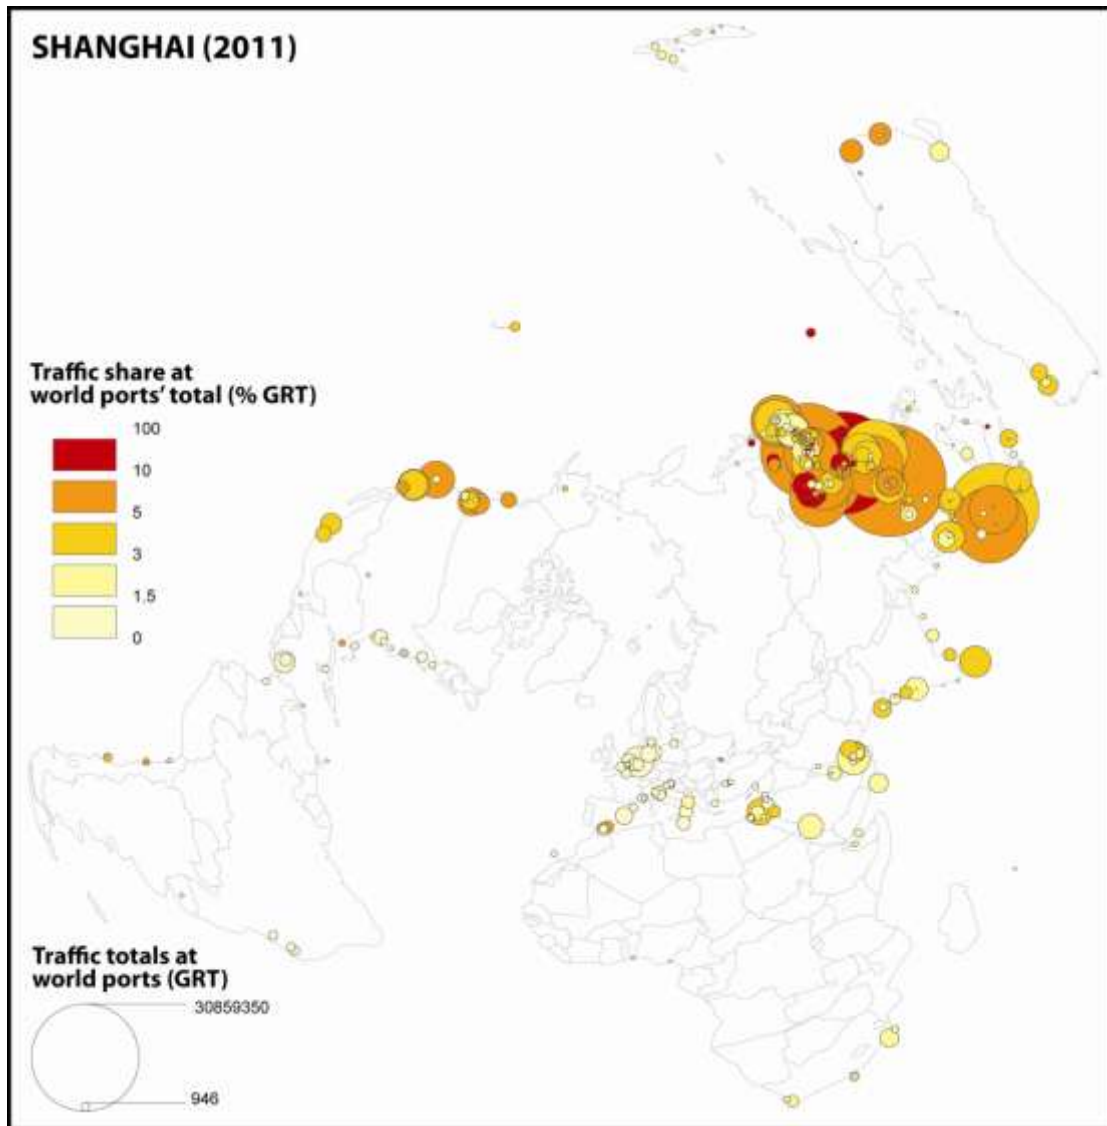 SHANGHAI (2011)
Traffic share at
world ports' total (% GRT)
100
10
5
3
1,5
0
Traffic totals at
world ports (GRT)
30859350
946